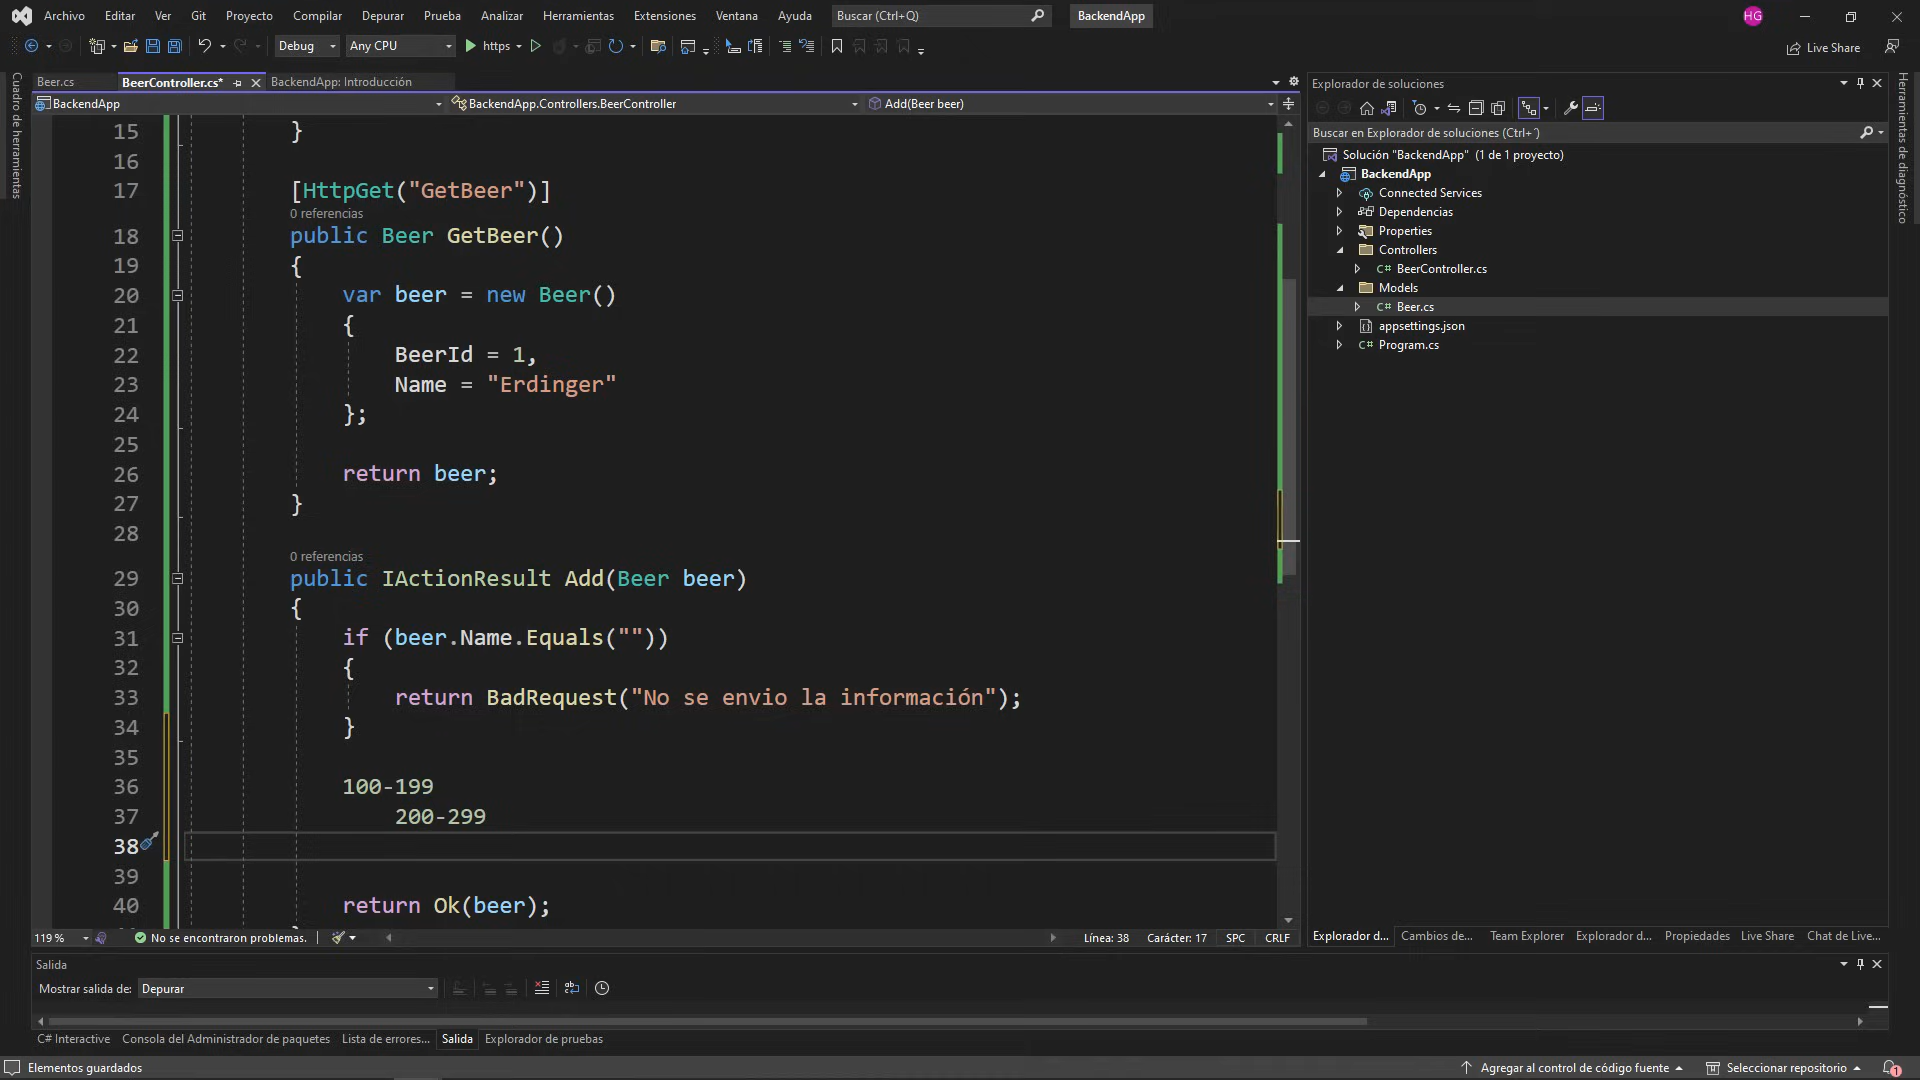 Archivo Editar Ver Git Proyecto Compilar Depurar Prueba Analizar Herramientas Extensiones Ventana Ayuda Buscar (Ctrl+Q) BackendApp HG
Debug Any CPU https Live Share
Cuadro de herramientas
Beer.cs BeerController.cs* BackendApp: Introducción
BackendApp BackendApp.Controllers.BeerController Add(Beer beer)
15 }
16
17 [HttpGet("GetBeer")]
0 referencias
18 public Beer GetBeer()
19 {
20 var beer = new Beer()
21 {
22 BeerId = 1,
23 Name = "Erdinger"
24 };
25
26 return beer;
27 }
28
0 referencias
29 public IActionResult Add(Beer beer)
30 {
31 if (beer.Name.Equals(""))
32 {
33 return BadRequest("No se envio la información");
34 }
35
36 100-199
37 200-299
38
39
40 return Ok(beer);
119 % No se encontraron problemas. Línea: 38 Carácter: 17 SPC CRLF
Explorador de soluciones
Buscar en Explorador de soluciones (Ctrl+´)
Solución "BackendApp" (1 de 1 proyecto)
BackendApp
Connected Services
Dependencias
Properties
Controllers
C# BeerController.cs
Models
C# Beer.cs
appsettings.json
C# Program.cs
Explorador d... Cambios de... Team Explorer Explorador d... Propiedades Live Share Chat de Live...
Herramientas de diagnóstico
Salida
Mostrar salida de: Depurar
C# Interactive Consola del Administrador de paquetes Lista de errores... Salida Explorador de pruebas
Elementos guardados Agregar al control de código fuente Seleccionar repositorio 1